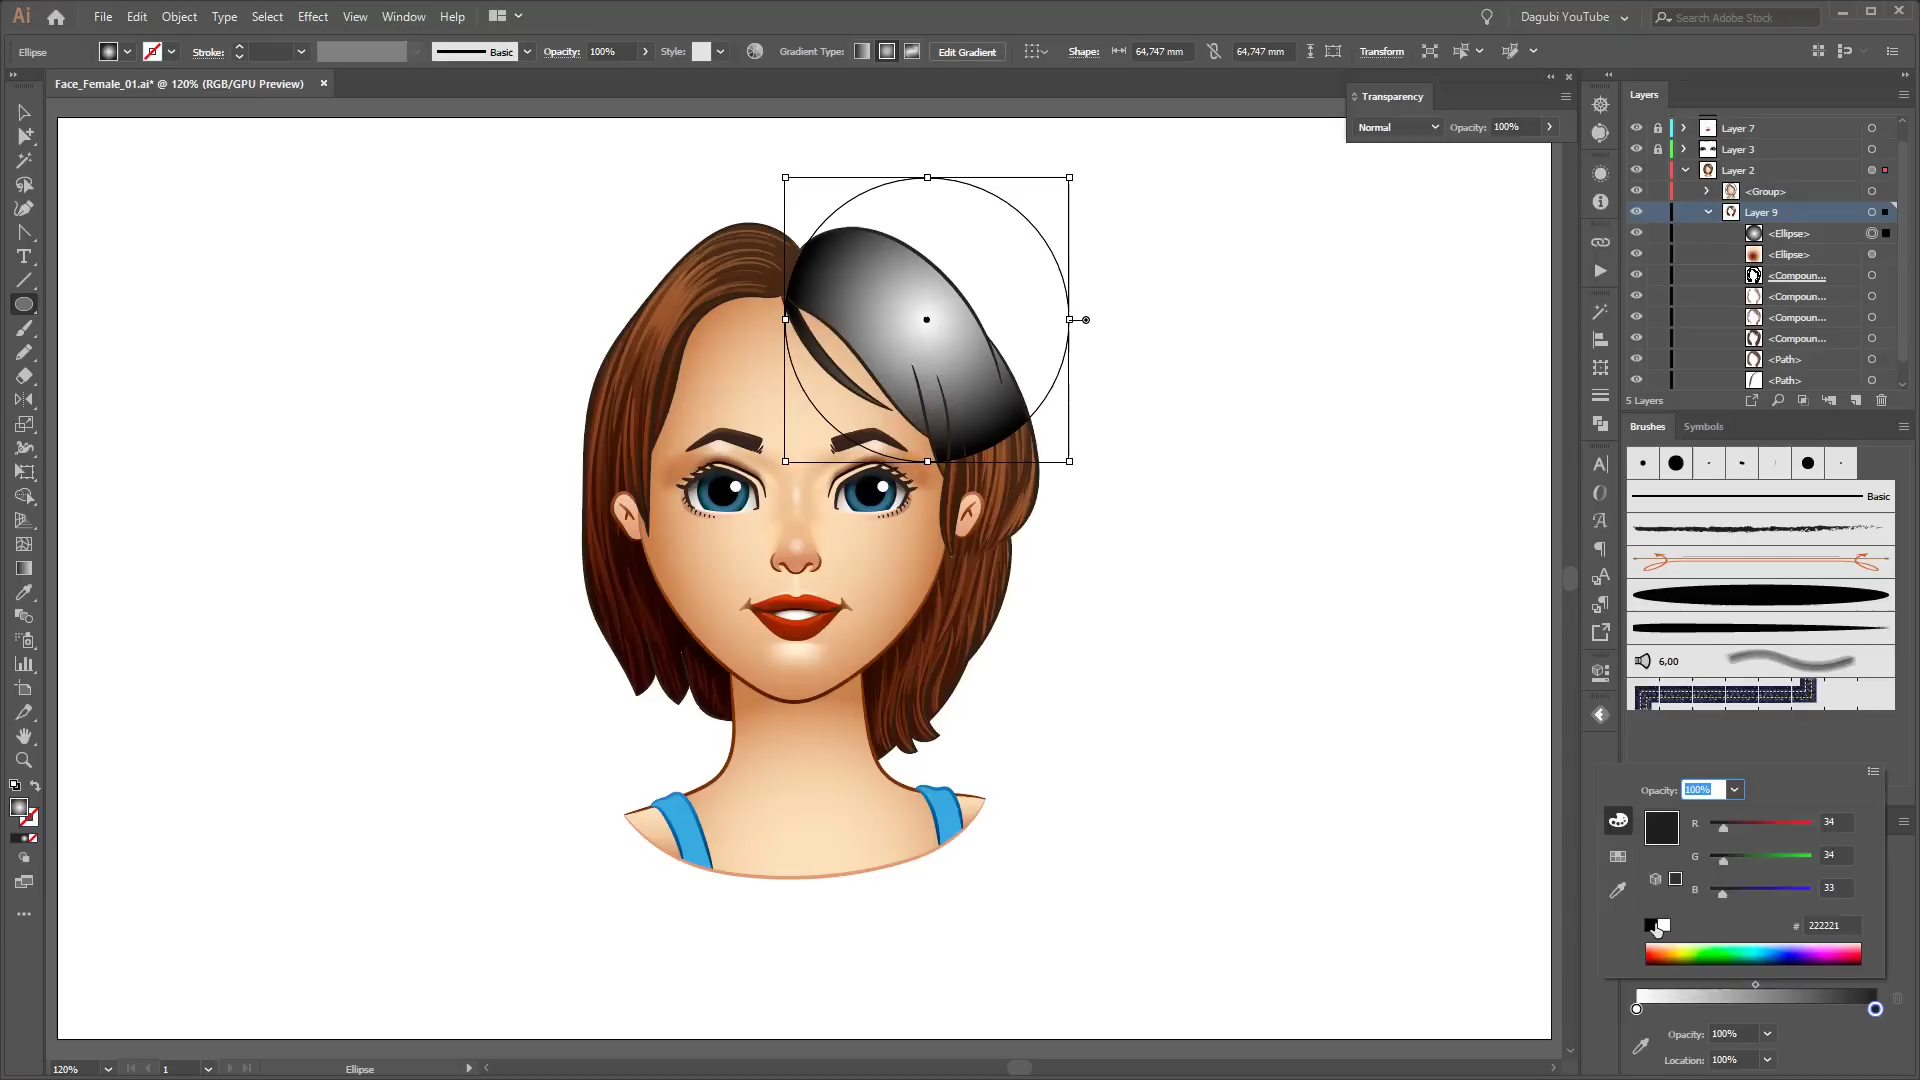 Ai File Edit Object Type Select Effect View Window Help Dagubi YouTube Search Adobe Stock
Ellipse Stroke: Basic Opacity: 100% Style: Gradient Type: Edit Gradient Shape: 64,747 mm 64,747 mm Transform
Face_Female_01.ai* @ 120% (RGB/GPU Preview)
Transparency
Normal Opacity: 100%
Layers
Layer 7
Layer 3
Layer 2
<Group>
Layer 9
<Ellipse>
<Ellipse>
<Compoun...
<Compoun...
<Compoun...
<Compoun...
<Path>
<Path>
5 Layers
Brushes Symbols
Basic
6,00
Opacity: 100%
R 34
G 34
B 33
# 222221
Opacity: 100%
Location: 100%
120% 1 Ellipse